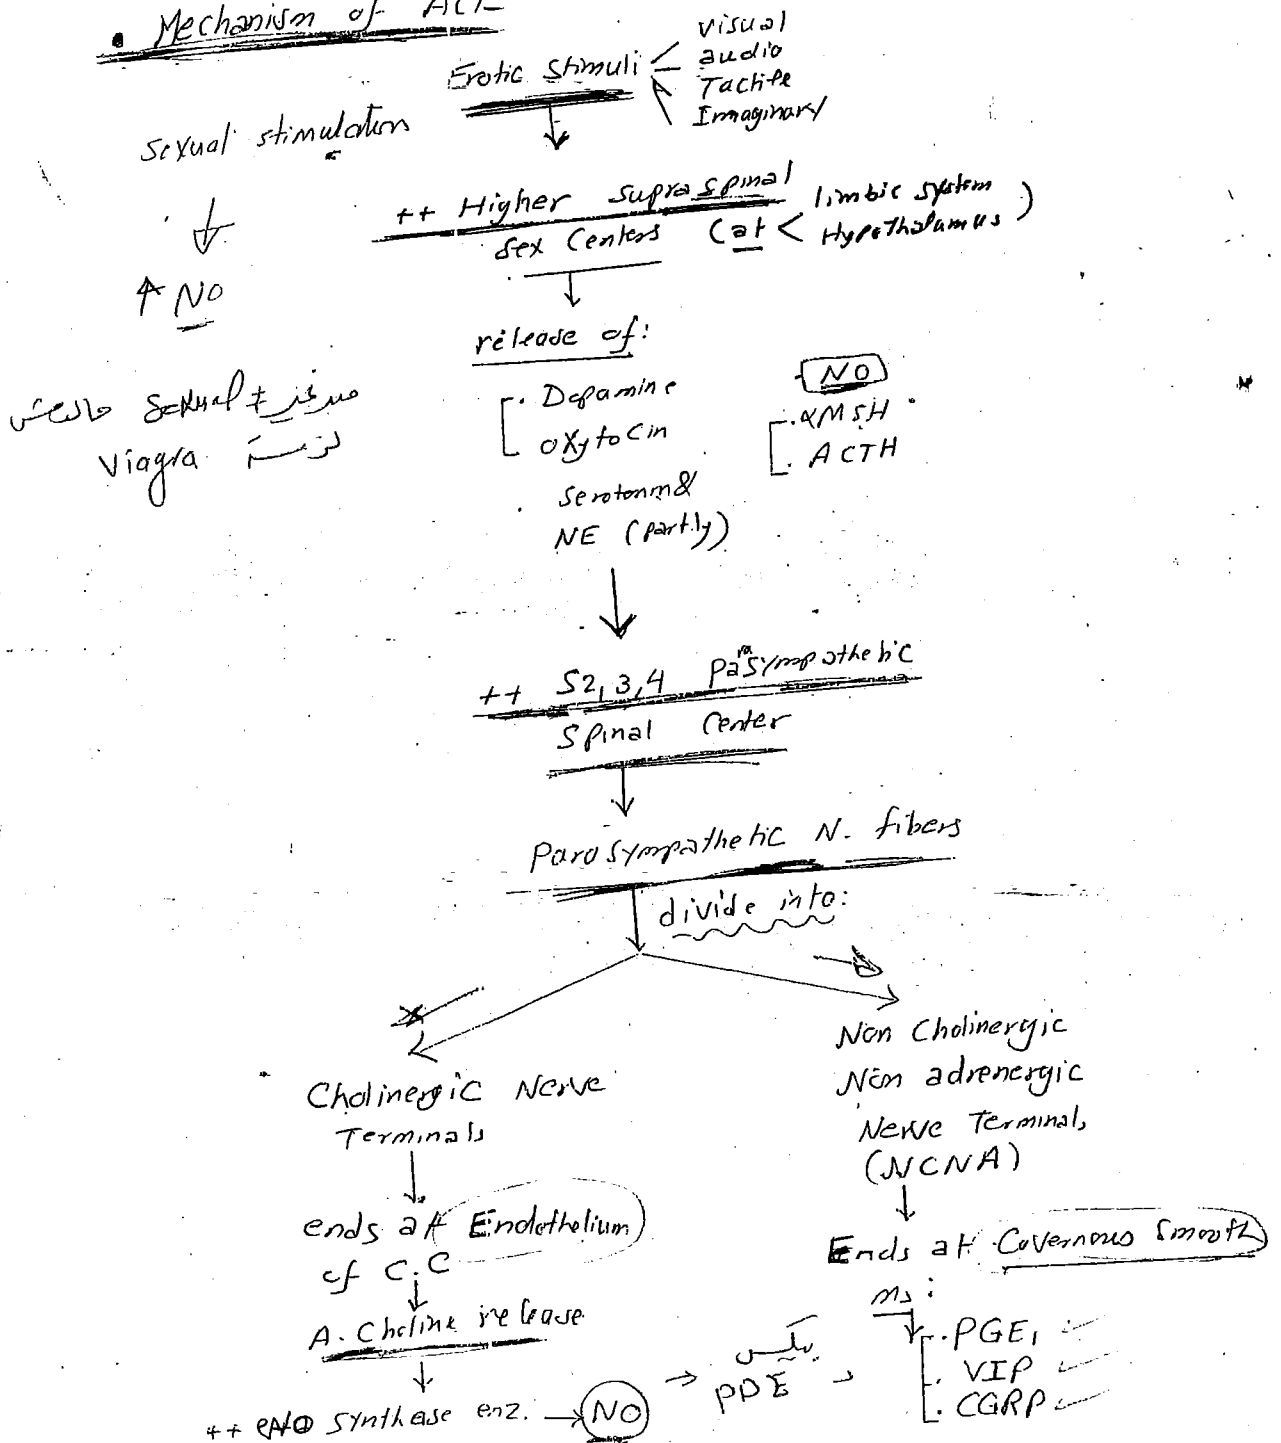 • Mechanism of
Erotic stimuli
visual
audio
Tactile
Imaginary
Sexual stimulation
↑ NO
++ Higher supraspinal
Sex Centers (at < limbic system
Hypothalamus)
release of:
• Dopamine
oxytocin
NO
• αMSH
• ACTH
Serotonin &
NE (partly)
Sexual ≠
Viagra
++ S2,3,4 Parasympathetic
Spinal Center
Parasympathetic N. fibers
divide into:
Cholinergic Nerve
Terminals
ends at Endothelium
of C.C
A. Choline release
++ eNO synthase enz. → NO → PDE
بيكس
Non Cholinergic
Non adrenergic
Nerve Terminals
(NCNA)
Ends at Cavernous Smooth
ms:
• PGE1
• VIP
• CGRP